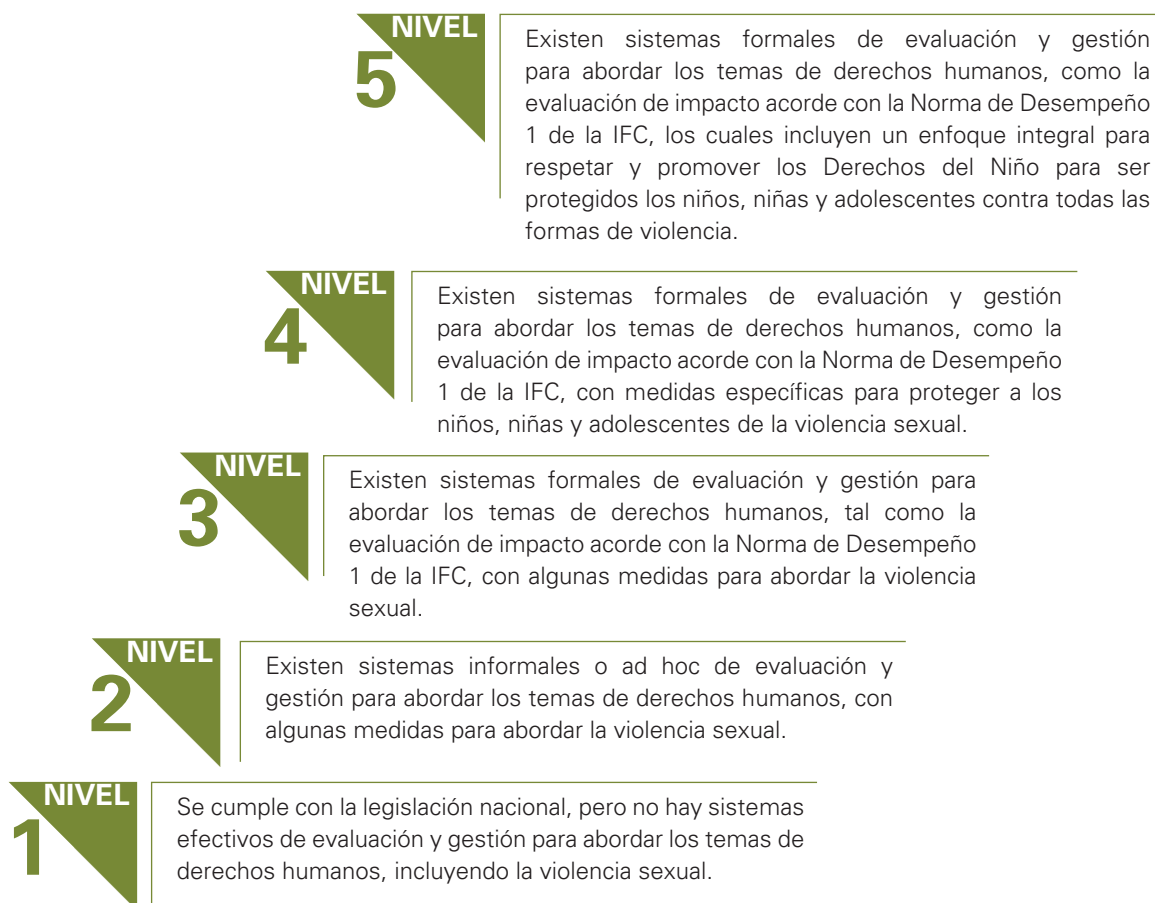 NIVEL
5
Existen sistemas formales de evaluación y gestión
para abordar los temas de derechos humanos, como la
evaluación de impacto acorde con la Norma de Desempeño
1 de la IFC, los cuales incluyen un enfoque integral para
respetar y promover los Derechos del Niño para ser
protegidos los niños, niñas y adolescentes contra todas las
formas de violencia.
NIVEL
4
Existen sistemas formales de evaluación y gestión
para abordar los temas de derechos humanos, como la
evaluación de impacto acorde con la Norma de Desempeño
1 de la IFC, con medidas específicas para proteger a los
niños, niñas y adolescentes de la violencia sexual.
NIVEL
3
Existen sistemas formales de evaluación y gestión para
abordar los temas de derechos humanos, tal como la
evaluación de impacto acorde con la Norma de Desempeño
1 de la IFC, con algunas medidas para abordar la violencia
sexual.
NIVEL
2
Existen sistemas informales o ad hoc de evaluación y
gestión para abordar los temas de derechos humanos, con
algunas medidas para abordar la violencia sexual.
NIVEL
1
Se cumple con la legislación nacional, pero no hay sistemas
efectivos de evaluación y gestión para abordar los temas de
derechos humanos, incluyendo la violencia sexual.